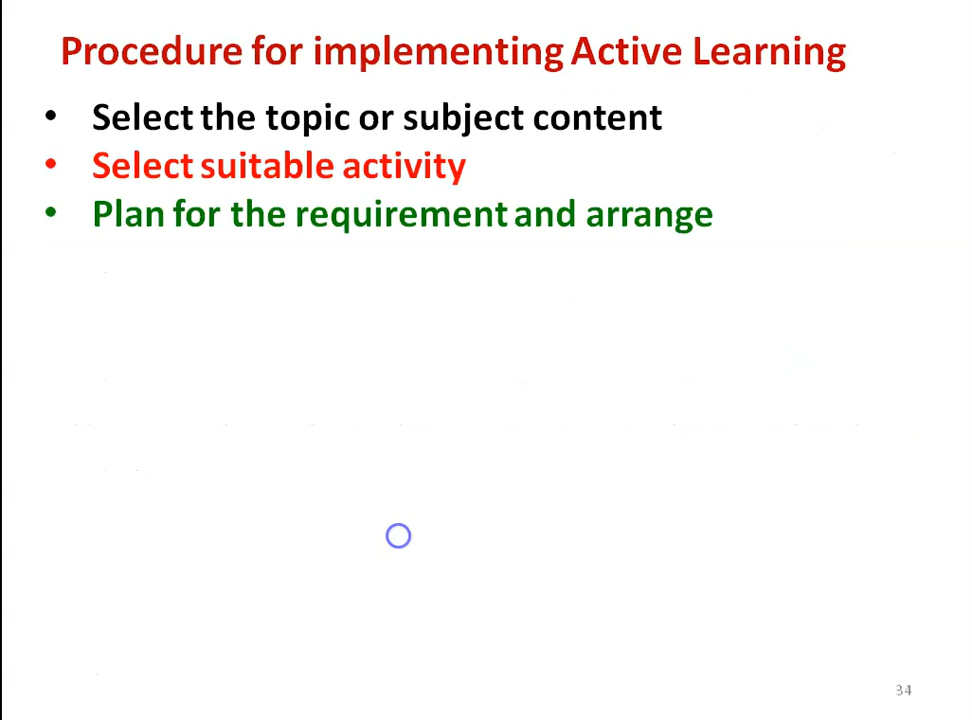 Procedure for implementing Active Learning
• Select the topic or subject content
• Select suitable activity
• Plan for the requirement and arrange
34